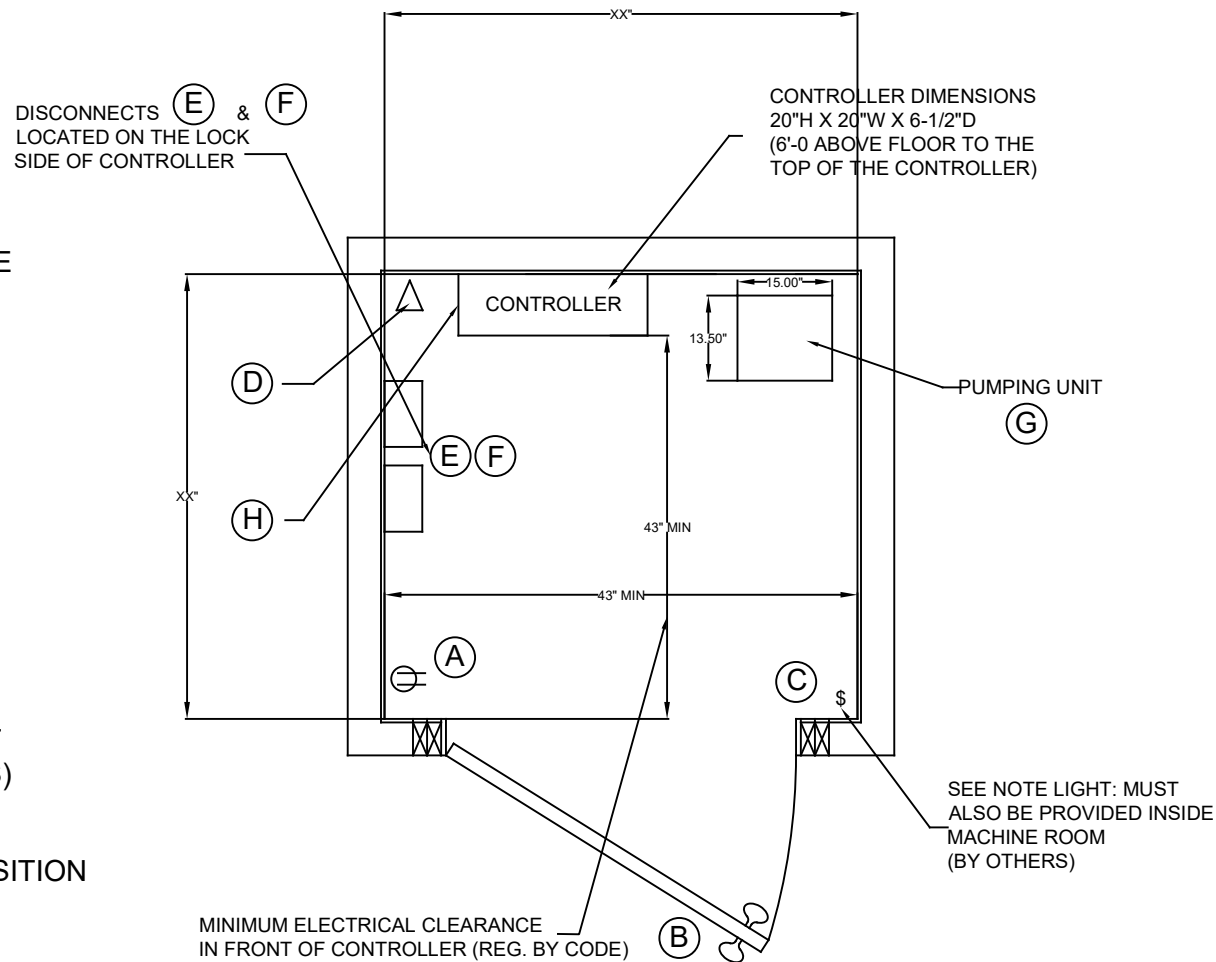 XX"
DISCONNECTS E & F
LOCATED ON THE LOCK
SIDE OF CONTROLLER
CONTROLLER DIMENSIONS
20"H X 20"W X 6-1/2"D
(6'-0 ABOVE FLOOR TO THE
TOP OF THE CONTROLLER)
E
CONTROLLER
15.00"
13.50"
D
PUMPING UNIT
G
E F
XX"
H
43" MIN
43" MIN
A
C
$
S)
SEE NOTE LIGHT: MUST
ALSO BE PROVIDED INSIDE
MACHINE ROOM
(BY OTHERS)
SITION
MINIMUM ELECTRICAL CLEARANCE
IN FRONT OF CONTROLLER (REG. BY CODE)
B